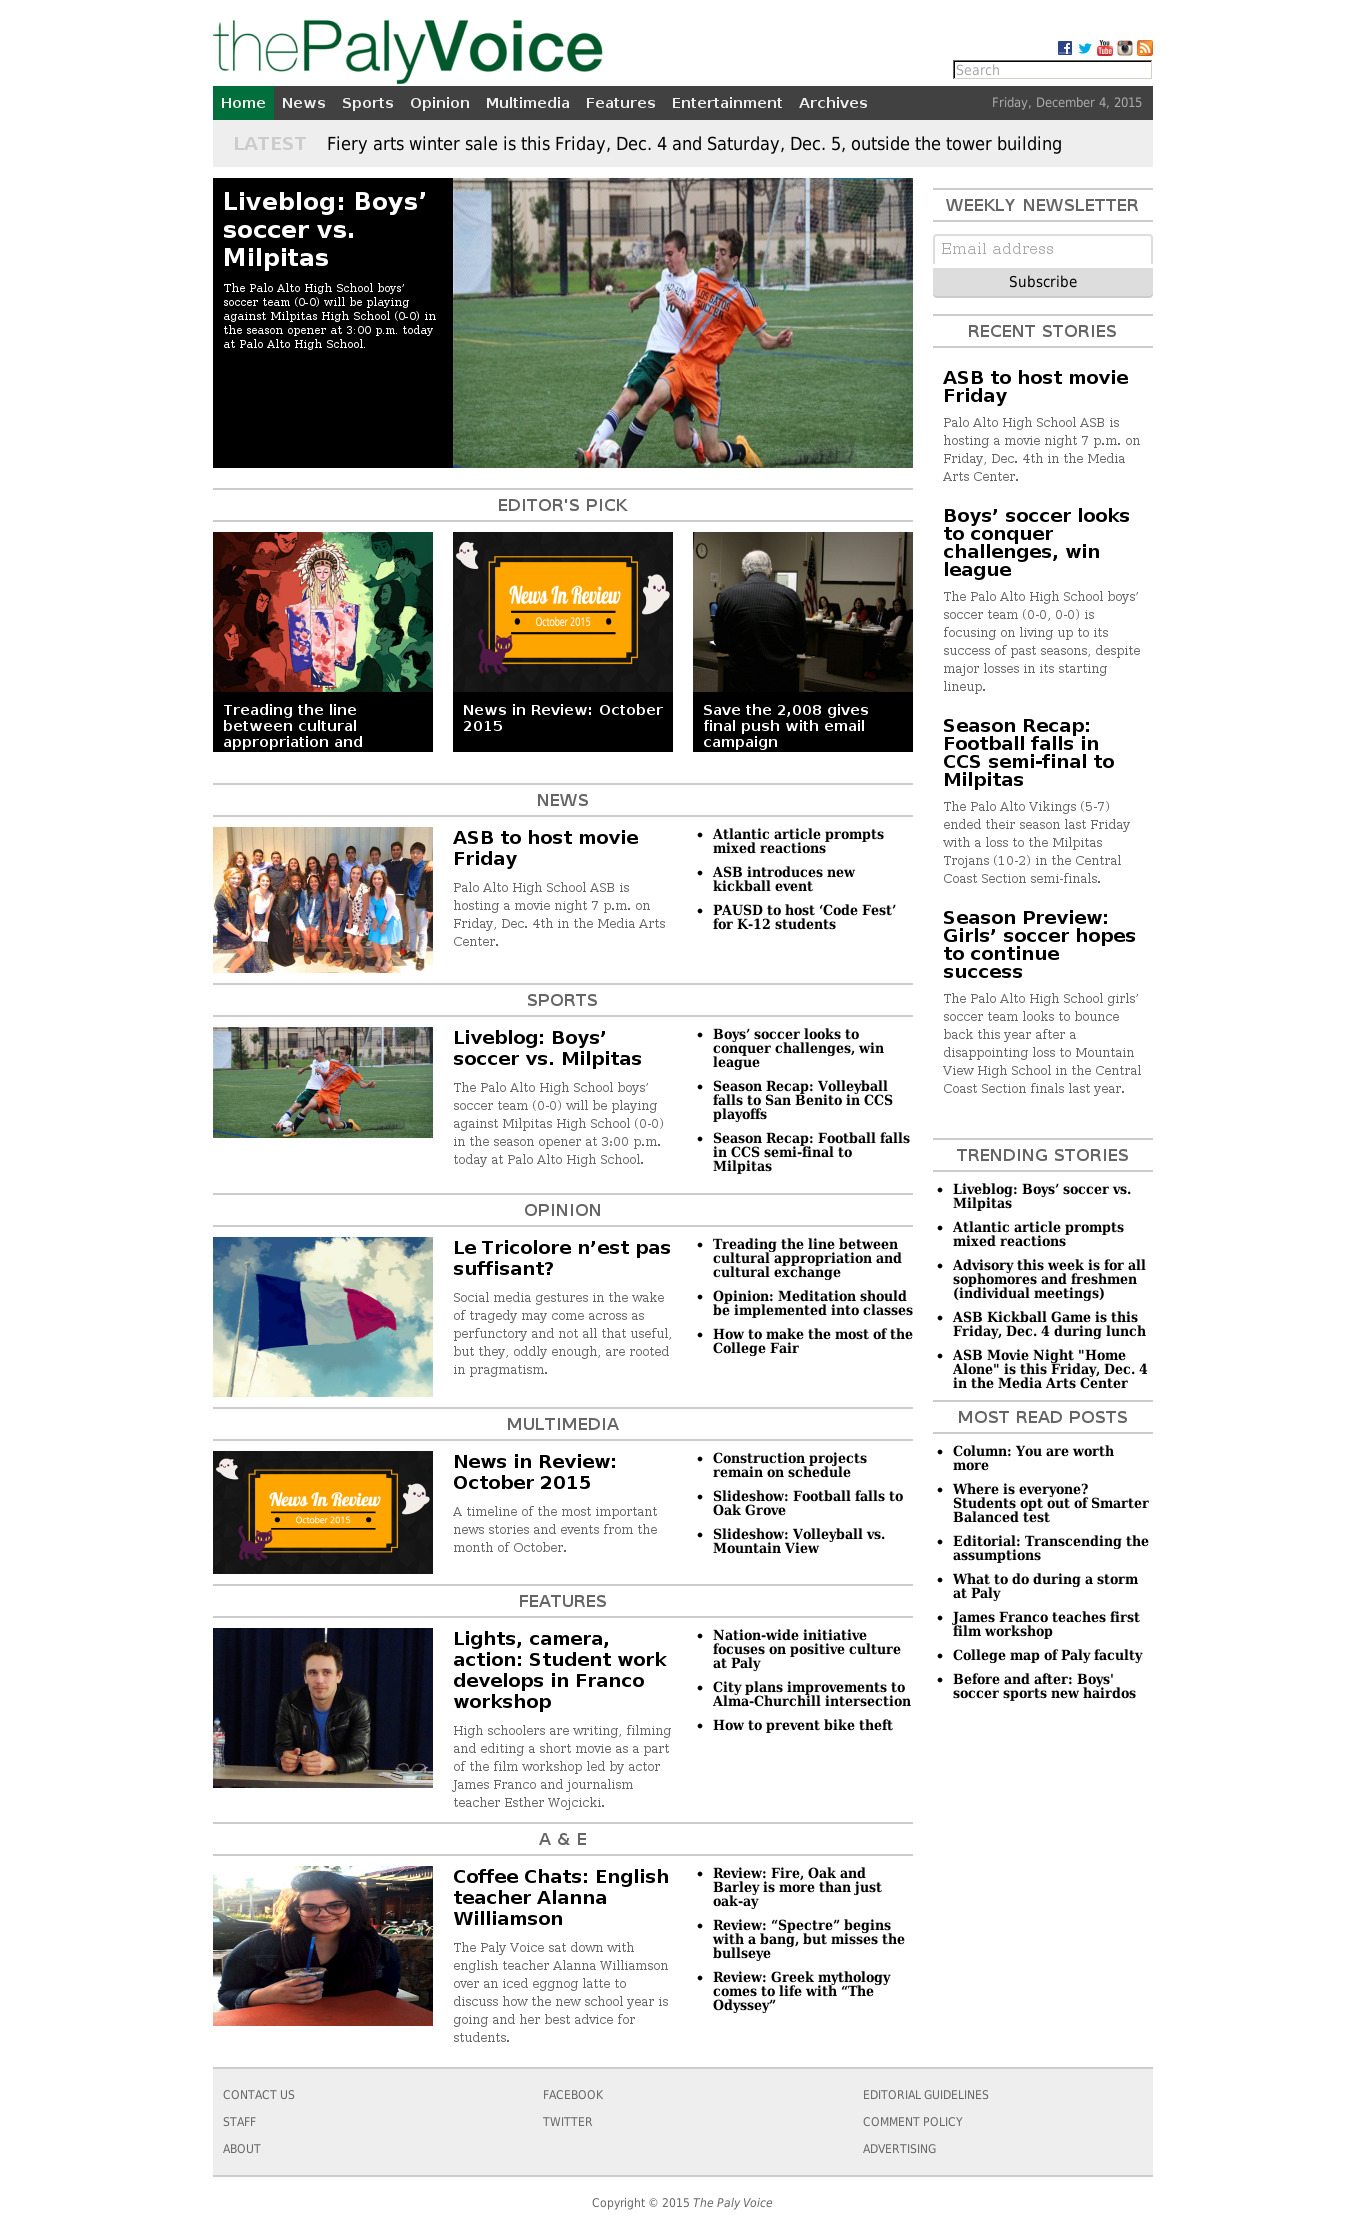 thePalyVoice
Search
Home News Sports Opinion Multimedia Features Entertainment Archives Friday, December 4, 2015
LATEST Fiery arts winter sale is this Friday, Dec. 4 and Saturday, Dec. 5, outside the tower building
Liveblog: Boys’
soccer vs.
Milpitas
The Palo Alto High School boys’
soccer team (0-0) will be playing
against Milpitas High School (0-0) in
the season opener at 3:00 p.m. today
at Palo Alto High School.
EDITOR'S PICK
Treading the line
between cultural
appropriation and
News In Review
October 2015
News in Review: October
2015
Save the 2,008 gives
final push with email
campaign
NEWS
ASB to host movie
Friday
Palo Alto High School ASB is
hosting a movie night 7 p.m. on
Friday, Dec. 4th in the Media Arts
Center.
• Atlantic article prompts
mixed reactions
• ASB introduces new
kickball event
• PAUSD to host ‘Code Fest’
for K-12 students
SPORTS
Liveblog: Boys’
soccer vs. Milpitas
The Palo Alto High School boys’
soccer team (0-0) will be playing
against Milpitas High School (0-0)
in the season opener at 3:00 p.m.
today at Palo Alto High School.
• Boys’ soccer looks to
conquer challenges, win
league
• Season Recap: Volleyball
falls to San Benito in CCS
playoffs
• Season Recap: Football falls
in CCS semi-final to
Milpitas
OPINION
Le Tricolore n’est pas
suffisant?
Social media gestures in the wake
of tragedy may come across as
perfunctory and not all that useful,
but they, oddly enough, are rooted
in pragmatism.
• Treading the line between
cultural appropriation and
cultural exchange
• Opinion: Meditation should
be implemented into classes
• How to make the most of the
College Fair
MULTIMEDIA
News In Review
October 2015
News in Review:
October 2015
A timeline of the most important
news stories and events from the
month of October.
• Construction projects
remain on schedule
• Slideshow: Football falls to
Oak Grove
• Slideshow: Volleyball vs.
Mountain View
FEATURES
Lights, camera,
action: Student work
develops in Franco
workshop
High schoolers are writing, filming
and editing a short movie as a part
of the film workshop led by actor
James Franco and journalism
teacher Esther Wojcicki.
• Nation-wide initiative
focuses on positive culture
at Paly
• City plans improvements to
Alma-Churchill intersection
• How to prevent bike theft
A & E
Coffee Chats: English
teacher Alanna
Williamson
The Paly Voice sat down with
english teacher Alanna Williamson
over an iced eggnog latte to
discuss how the new school year is
going and her best advice for
students.
• Review: Fire, Oak and
Barley is more than just
oak-ay
• Review: “Spectre” begins
with a bang, but misses the
bullseye
• Review: Greek mythology
comes to life with “The
Odyssey”
WEEKLY NEWSLETTER
Email address
Subscribe
RECENT STORIES
ASB to host movie
Friday
Palo Alto High School ASB is
hosting a movie night 7 p.m. on
Friday, Dec. 4th in the Media
Arts Center.
Boys’ soccer looks
to conquer
challenges, win
league
The Palo Alto High School boys’
soccer team (0-0, 0-0) is
focusing on living up to its
success of past seasons, despite
major losses in its starting
lineup.
Season Recap:
Football falls in
CCS semi-final to
Milpitas
The Palo Alto Vikings (5-7)
ended their season last Friday
with a loss to the Milpitas
Trojans (10-2) in the Central
Coast Section semi-finals.
Season Preview:
Girls’ soccer hopes
to continue
success
The Palo Alto High School girls’
soccer team looks to bounce
back this year after a
disappointing loss to Mountain
View High School in the Central
Coast Section finals last year.
TRENDING STORIES
• Liveblog: Boys’ soccer vs.
Milpitas
• Atlantic article prompts
mixed reactions
• Advisory this week is for all
sophomores and freshmen
(individual meetings)
• ASB Kickball Game is this
Friday, Dec. 4 during lunch
• ASB Movie Night "Home
Alone" is this Friday, Dec. 4
in the Media Arts Center
MOST READ POSTS
• Column: You are worth
more
• Where is everyone?
Students opt out of Smarter
Balanced test
• Editorial: Transcending the
assumptions
• What to do during a storm
at Paly
• James Franco teaches first
film workshop
• College map of Paly faculty
• Before and after: Boys'
soccer sports new hairdos
CONTACT US FACEBOOK EDITORIAL GUIDELINES
STAFF TWITTER COMMENT POLICY
ABOUT ADVERTISING
Copyright © 2015 The Paly Voice